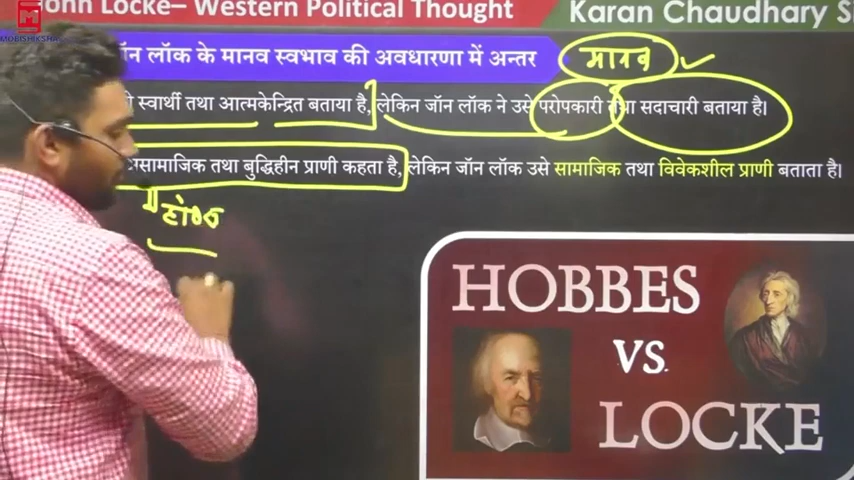 John Locke– Western Political Thought
Karan Chaudhary S
MOBISHIKSHA
जॉन लॉक के मानव स्वभाव की अवधारणा में अन्तर
मानव
स्वार्थी तथा आत्मकेन्द्रित बताया है, लेकिन जॉन लॉक ने उसे परोपकारी तथा सदाचारी बताया है।
असामाजिक तथा बुद्धिहीन प्राणी कहता है, लेकिन जॉन लॉक उसे सामाजिक तथा विवेकशील प्राणी बताता है।
हॉब्स
HOBBES
VS.
LOCKE